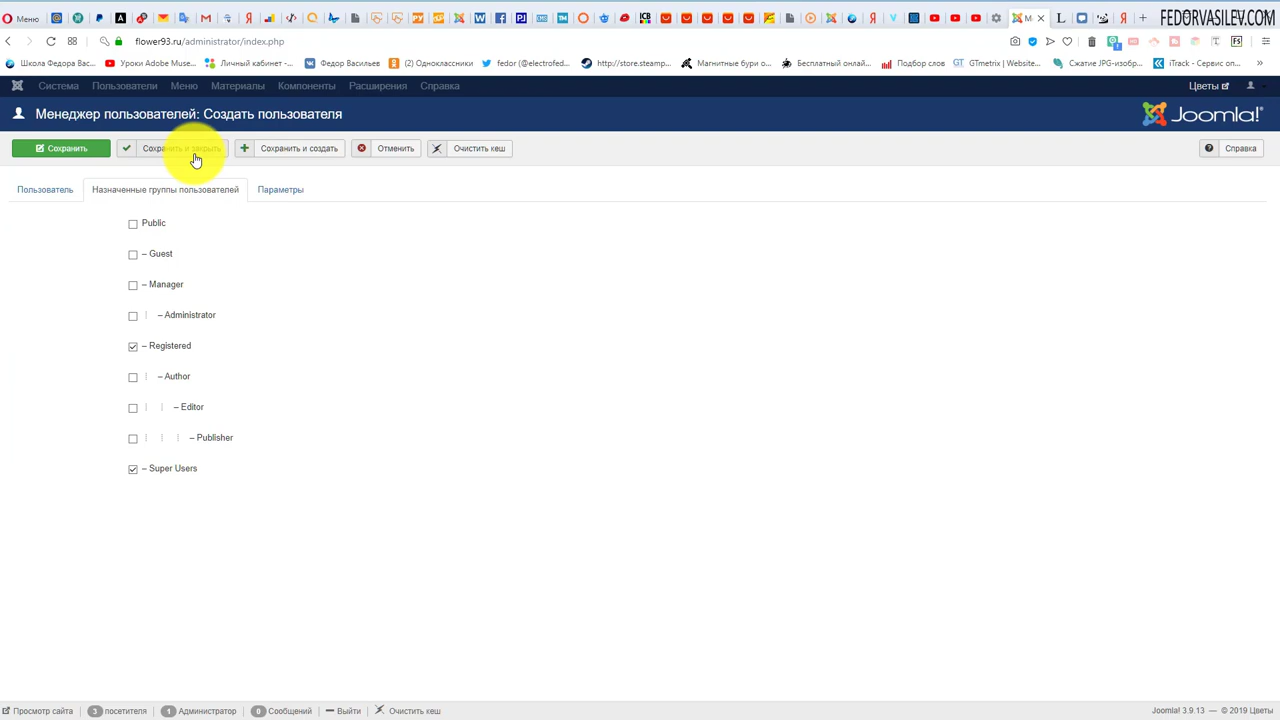 Меню
FEDORVASILEV.COM
flower93.ru/administrator/index.php
Школа Федора Вас...
Уроки Adobe Muse...
Личный кабинет -...
Федор Васильев
(2) Одноклассники
fedor (@electrofed...
http://store.steamp...
Магнитные бури о...
Бесплатный онлай...
Подбор слов
GTmetrix | Website...
Сжатие JPG-изобр...
iTrack - Сервис оп...
Система Пользователи Меню Материалы Компоненты Расширения Справка Цветы
Менеджер пользователей: Создать пользователя
Joomla!
Сохранить Сохранить и закрыть Сохранить и создать Отменить Очистить кеш Справка
Пользователь Назначенные группы пользователей Параметры
Public
– Guest
– Manager
– Administrator
– Registered
– Author
– Editor
– Publisher
– Super Users
Просмотр сайта 3 посетителя 1 Администратор 0 Сообщений Выйти Очистить кеш Joomla! 3.9.13 — © 2019 Цветы